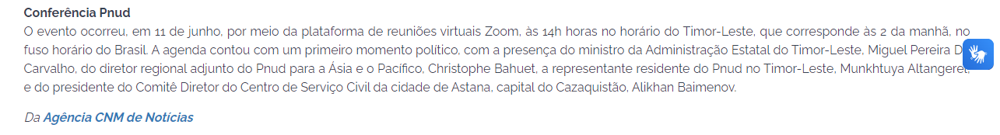 Conferência Pnud
O evento ocorreu, em 11 de junho, por meio da plataforma de reuniões virtuais Zoom, às 14h horas no horário do Timor-Leste, que corresponde às 2 da manhã, no
fuso horário do Brasil. A agenda contou com um primeiro momento político, com a presença do ministro da Administração Estatal do Timor-Leste, Miguel Pereira
Carvalho, do diretor regional adjunto do Pnud para a Ásia e o Pacífico, Christophe Bahuet, a representante residente do Pnud no Timor-Leste, Munkhtuya Altangerel,
e do presidente do Comitê Diretor do Centro de Serviço Civil da cidade de Astana, capital do Cazaquistão, Alikhan Baimenov.
Da Agência CNM de Notícias